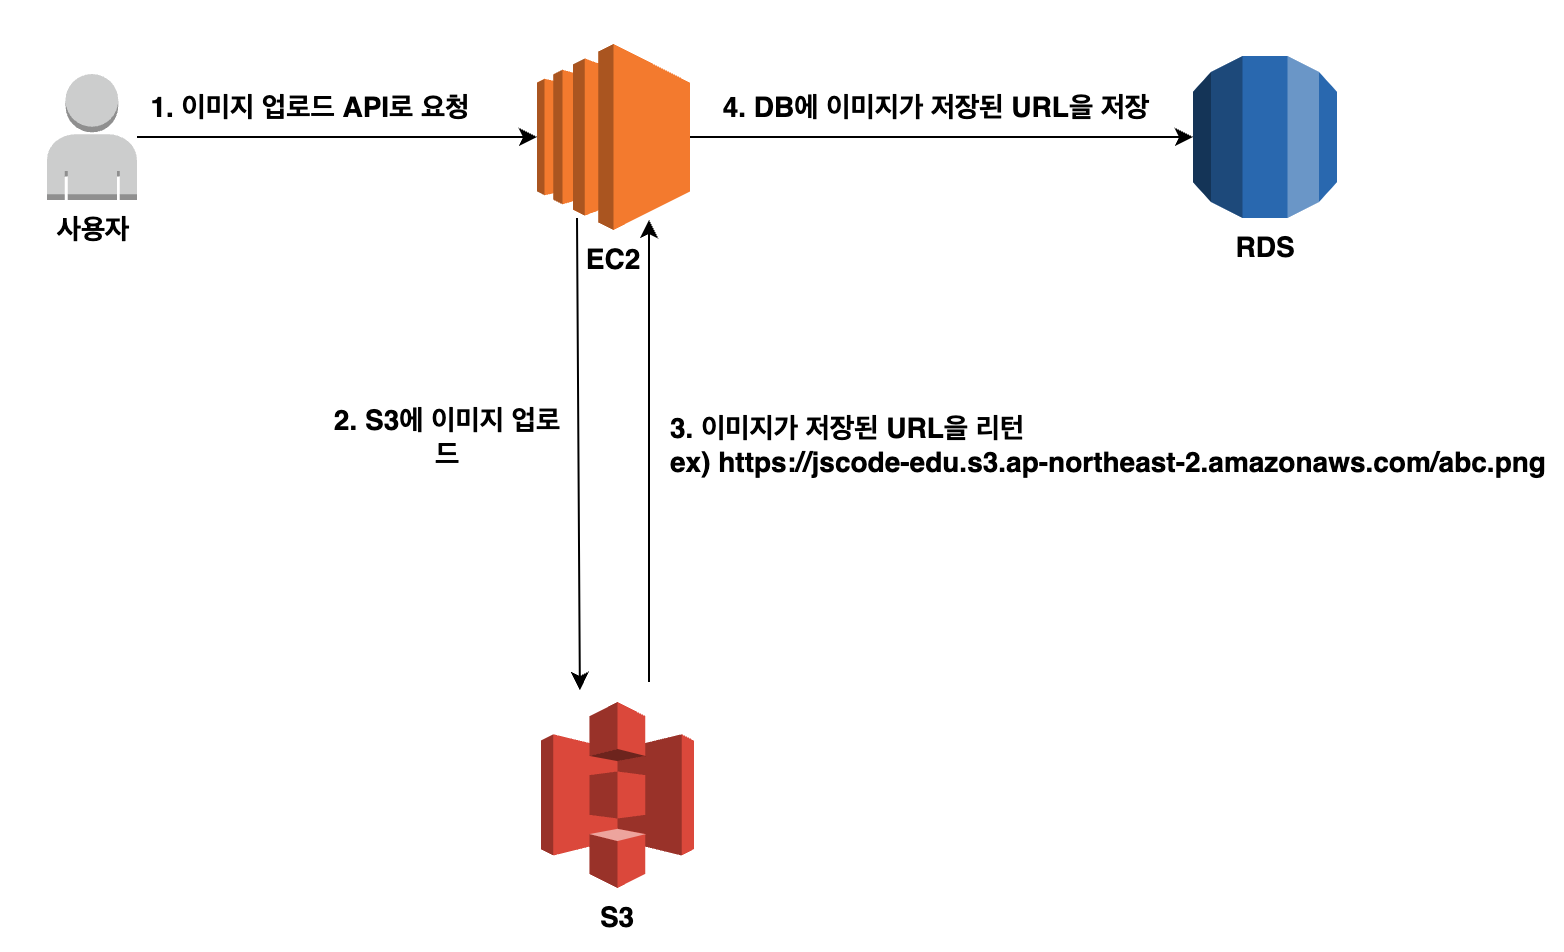 1. 이미지 업로드 API로 요청
4. DB에 이미지가 저장된 URL을 저장
사용자
EC2
RDS
2. S3에 이미지 업로
드
3. 이미지가 저장된 URL을 리턴
ex) https://jscode-edu.s3.ap-northeast-2.amazonaws.com/abc.png
S3